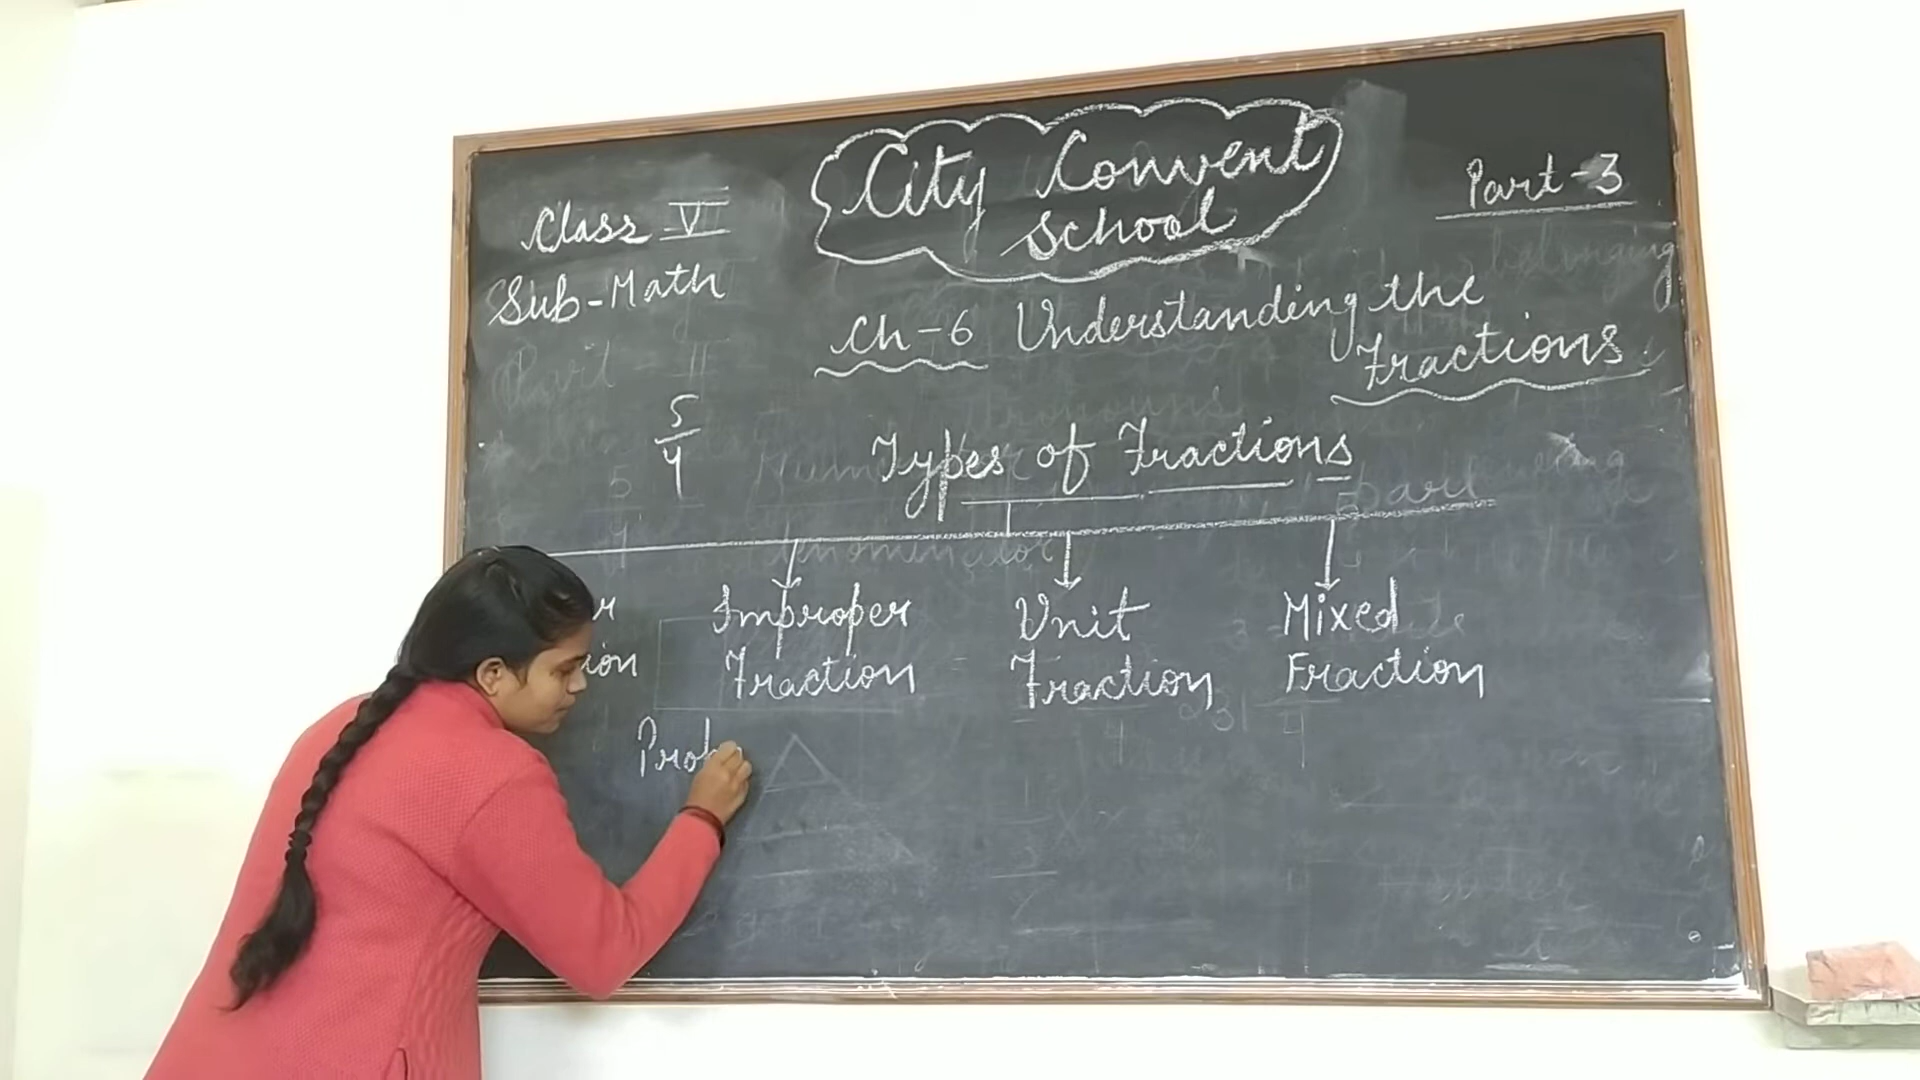 City Convent
School
Part-3
Class V
Sub-Math
Ch-6 Understanding the
Fractions
5
4
Types of Fractions
Improper
Fraction
Unit
Fraction
Mixed
Fraction